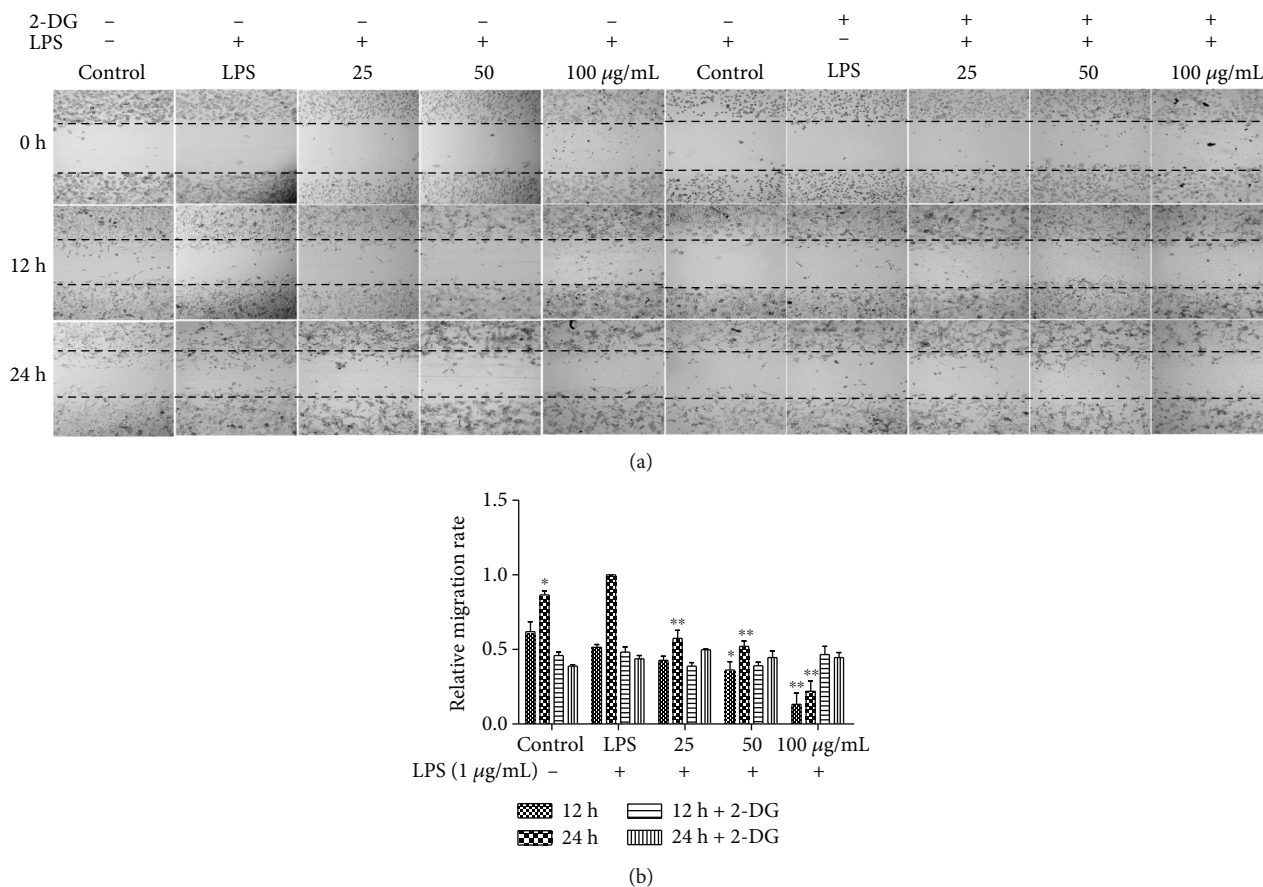 2-DG – – – – – – + + + +
LPS – + + + + + – + + +
Control LPS 25 50 100 μg/mL Control LPS 25 50 100 μg/mL
0 h
12 h
24 h
(a)
Relative migration rate
1.5
1.0
0.5
0.0
*
**
**
*
**
**
Control LPS 25 50 100 μg/mL
LPS (1 μg/mL) – + + + +
12 h 12 h + 2-DG
24 h 24 h + 2-DG
(b)